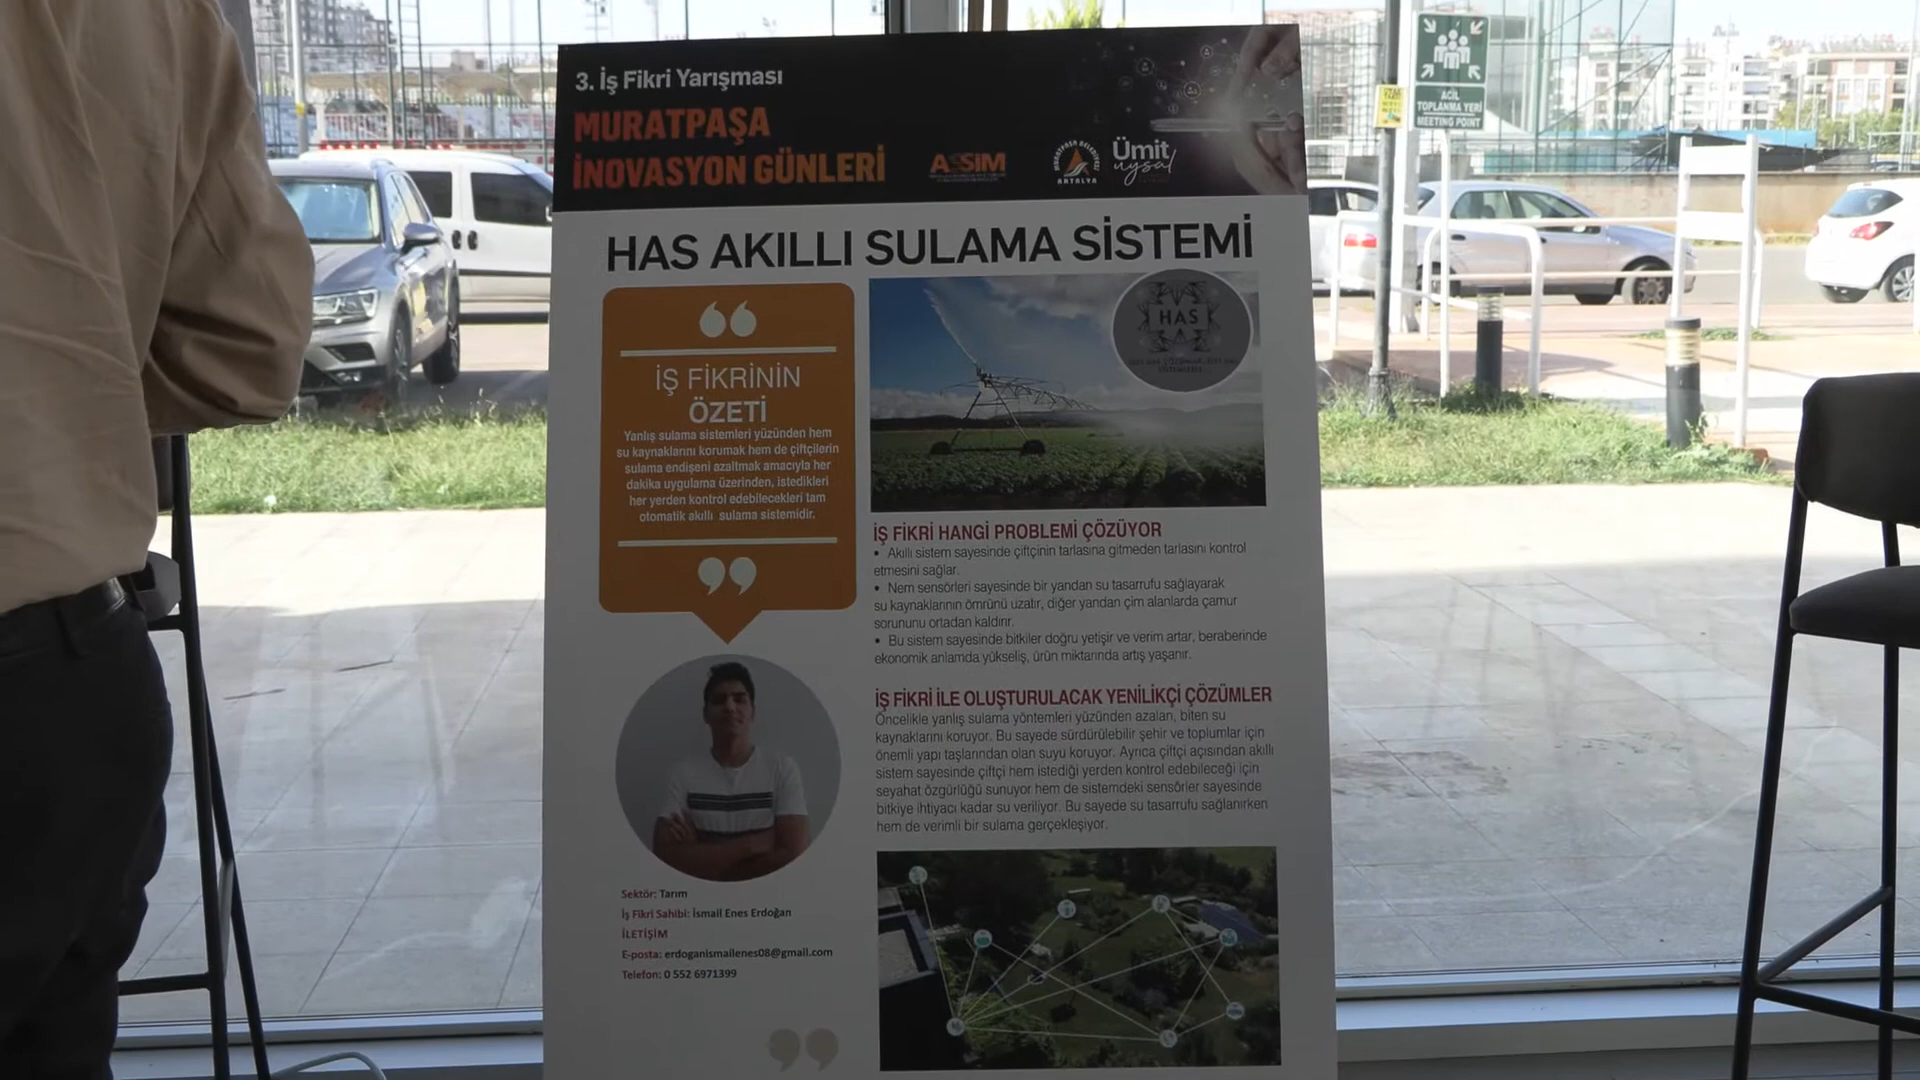 3. İş Fikri Yarışması
MURATPAŞA
İNOVASYON GÜNLERİ
ASSİM
MURATPAŞA BELEDİYESİ
ANTALYA
Ümit
uysal
HAS AKILLI SULAMA SİSTEMİ
İŞ FİKRİNİN
ÖZETİ
Yanlış sulama sistemleri yüzünden hem
su kaynaklarını korumak hem de çiftçilerin
sulama endişeni azaltmak amacıyla her
dakika uygulama üzerinden, istedikleri
her yerden kontrol edebilecekleri tam
otomatik akıllı sulama sistemidir.
HAS
İŞ FİKRİ HANGİ PROBLEMİ ÇÖZÜYOR
• Akıllı sistem sayesinde çiftçinin tarlasına gitmeden tarlasını kontrol
etmesini sağlar.
• Nem sensörleri sayesinde bir yandan su tasarrufu sağlayarak
su kaynaklarının ömrünü uzatır, diğer yandan çim alanlarda çamur
sorununu ortadan kaldırır.
• Bu sistem sayesinde bitkiler doğru yetişir ve verim artar, beraberinde
ekonomik anlamda yükseliş, ürün miktarında artış yaşanır.
İŞ FİKRİ İLE OLUŞTURULACAK YENİLİKÇİ ÇÖZÜMLER
Öncelikle yanlış sulama yöntemleri yüzünden azalan, biten su
kaynaklarını koruyor. Bu sayede sürdürülebilir şehir ve toplumlar için
önemli yapı taşlarından olan suyu koruyor. Ayrıca çiftçi açısından akıllı
sistem sayesinde çiftçi hem istediği yerden kontrol edebileceği için
seyahat özgürlüğü sunuyor hem de sistemdeki sensörler sayesinde
bitkiye ihtiyacı kadar su veriliyor. Bu sayede su tasarrufu sağlanırken
hem de verimli bir sulama gerçekleşiyor.
Sektör: Tarım
İş Fikri Sahibi: İsmail Enes Erdoğan
İLETİŞİM
E-posta: erdoganismailenes08@gmail.com
Telefon: 0 552 6971399
ACİL
TOPLANMA YERİ
MEETING POINT